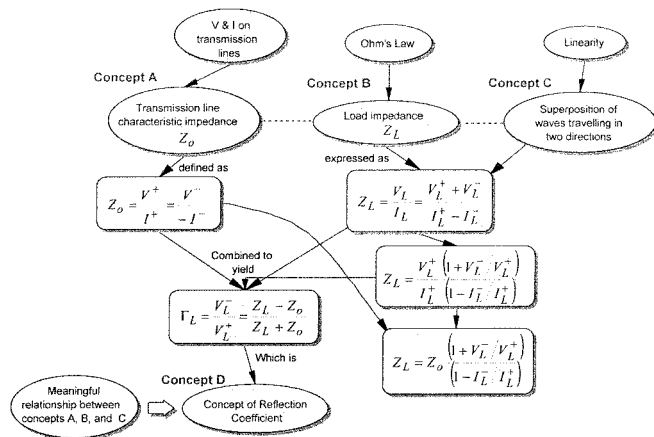 V & I on
transmission
lines
Ohm's Law
Linearity
Concept A
Concept B
Concept C
Transmission line
characteristic impedance
Z_o
Load impedance
Z_L
Superposition of
waves travelling in
two directions
defined as
expressed as
Z_o = V^+ / I^+ = V^- / -I^-
Z_L = V_L / I_L = (V_L^+ + V_L^-) / (I_L^+ - I_L^-)
Combined to
yield
Z_L = V_L^+ (1 + V_L^- / V_L^+) / I_L^+ (1 - I_L^- / I_L^+)
Γ_L = V_L^- / V_L^+ = (Z_L - Z_o) / (Z_L + Z_o)
Z_L = Z_o (1 + V_L^- / V_L^+) / (1 - I_L^- / I_L^+)
Which is
Concept D
Meaningful
relationship between
concepts A, B, and C
Concept of Reflection
Coefficient